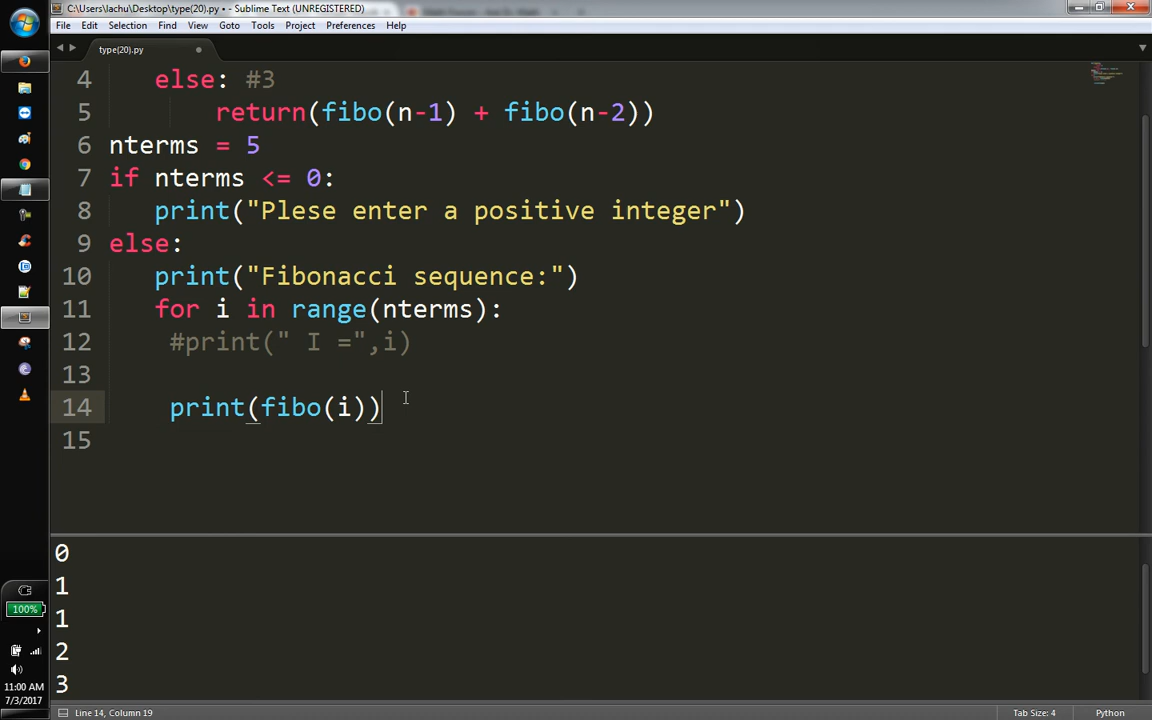 C:\Users\lachu\Desktop\type(20).py • - Sublime Text (UNREGISTERED)
File Edit Selection Find View Goto Tools Project Preferences Help
type(20).py
4 else: #3
5 return(fibo(n-1) + fibo(n-2))
6 nterms = 5
7 if nterms <= 0:
8 print("Plese enter a positive integer")
9 else:
10 print("Fibonacci sequence:")
11 for i in range(nterms):
12 #print(" I =",i)
13
14 print(fibo(i))
15
0
1
1
2
3
100%
11:00 AM
7/3/2017
Line 14, Column 19
Tab Size: 4
Python